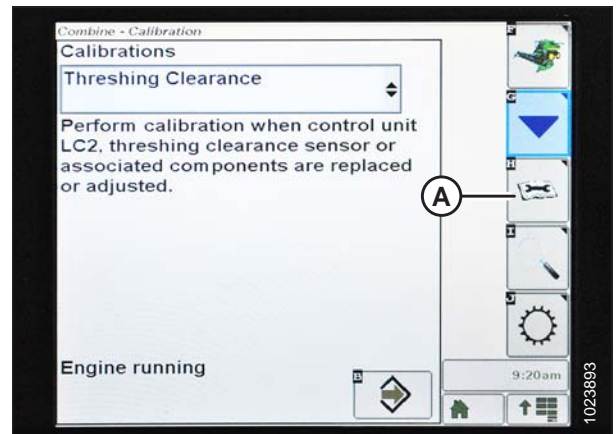 Combine - Calibration
Calibrations
Threshing Clearance
Perform calibration when control unit
LC2, threshing clearance sensor or
associated components are replaced
or adjusted.
Engine running
F
G
H
A
I
J
B
9:20am
1023893